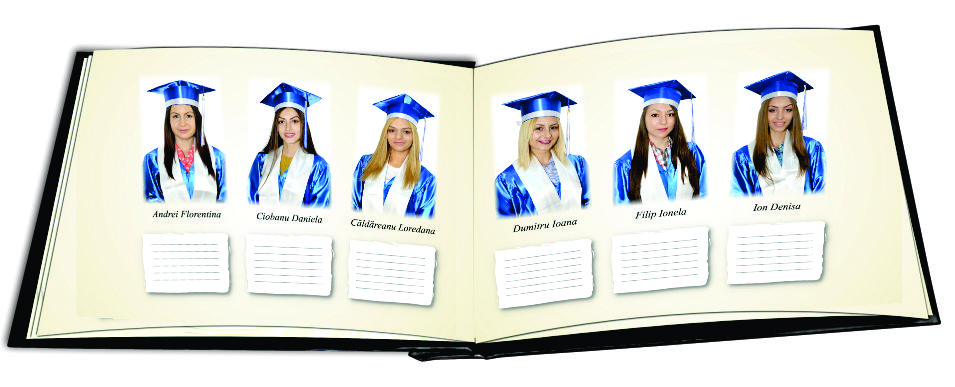 Andrei Florentina
Ciobanu Daniela
Căldăreanu Loredana
Dumitru Ioana
Filip Ionela
Ion Denisa